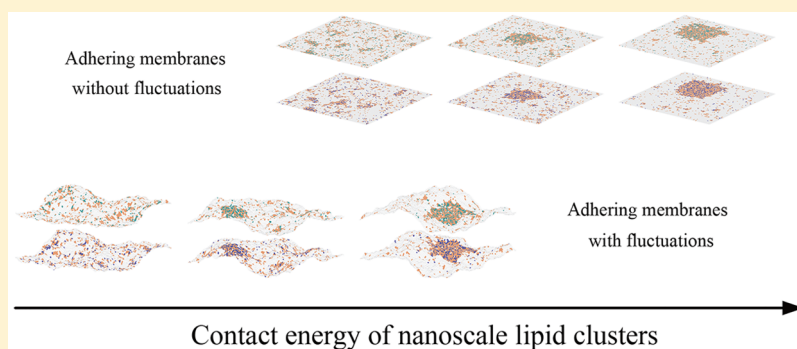 Adhering membranes
without fluctuations
Adhering membranes
with fluctuations
Contact energy of nanoscale lipid clusters